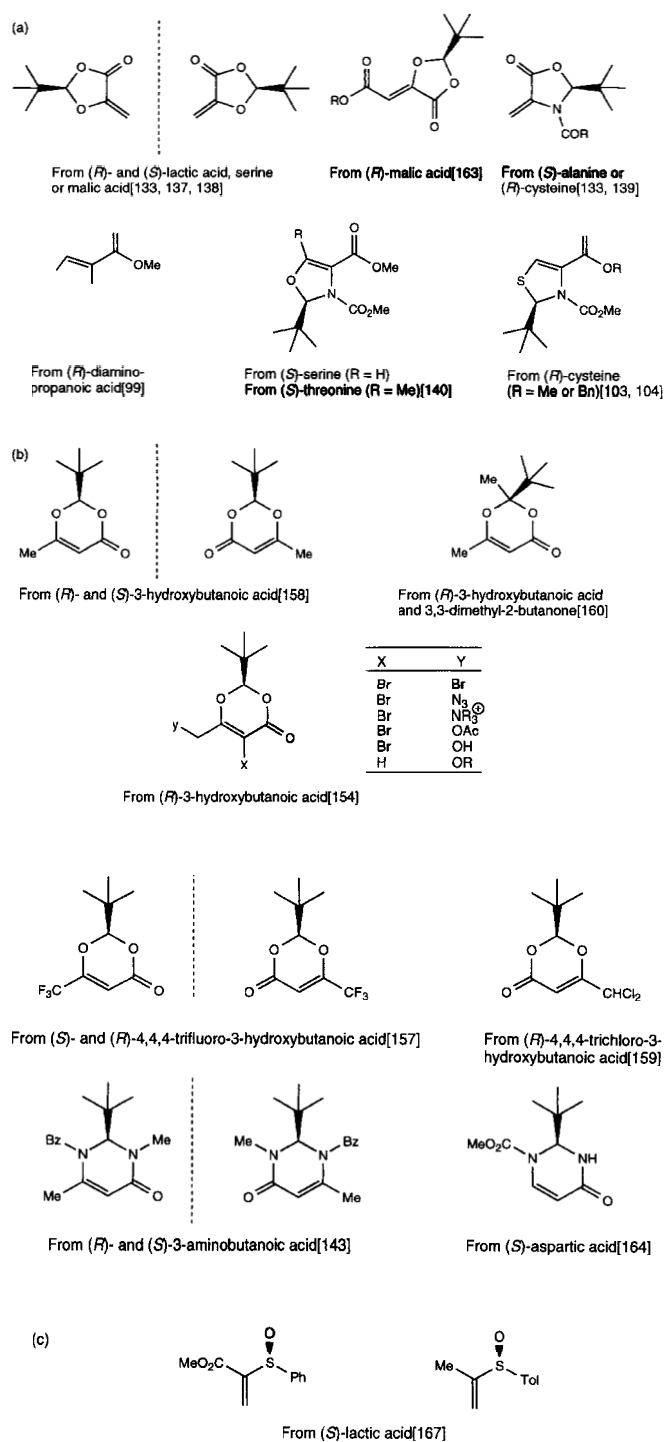 (a)
O O O O
O O O O
RO O O O O
O O N COR
From (R)- and (S)-lactic acid, serine
or malic acid[133, 137, 138]
From (R)-malic acid[163]
From (S)-alanine or
(R)-cysteine[133, 139]
OMe
R O OMe O N CO2Me
O OR S N CO2Me
From (R)-diamino-
propanoic acid[99]
From (S)-serine (R = H)
From (S)-threonine (R = Me)[140]
From (R)-cysteine
(R = Me or Bn)[103, 104]
(b)
O O Me O
O O O Me
Me O O Me O
From (R)- and (S)-3-hydroxybutanoic acid[158]
From (R)-3-hydroxybutanoic acid
and 3,3-dimethyl-2-butanone[160]
O O y O X
X Y
Br Br
Br N3
Br NR3⊕
Br OAc
Br OH
H OR
From (R)-3-hydroxybutanoic acid[154]
O O F3C O
O O O CF3
O O O CHCl2
From (S)- and (R)-4,4,4-trifluoro-3-hydroxybutanoic acid[157]
From (R)-4,4,4-trichloro-3-
hydroxybutanoic acid[159]
Bz N N Me Me O
Me N N Bz O Me
MeO2C N NH O
From (R)- and (S)-3-aminobutanoic acid[143]
From (S)-aspartic acid[164]
(c)
O MeO2C S Ph
O Me S Tol
From (S)-lactic acid[167]